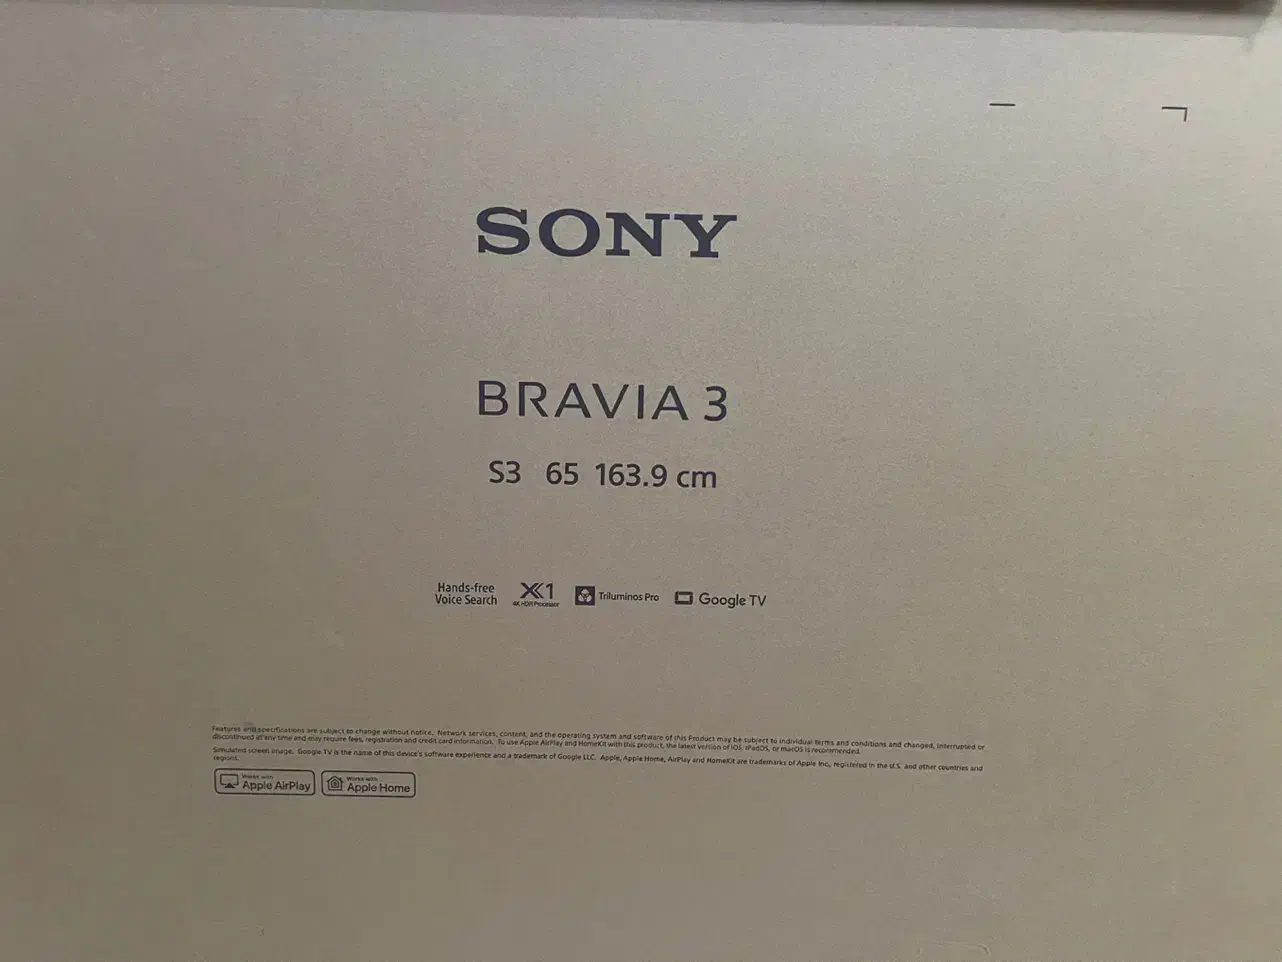 SONY
BRAVIA 3
S3 65 163.9 cm
Hands-free
Voice Search
X1
4K HDR Processor
Triluminos Pro
Google TV
Features and specifications are subject to change without notice. Network services, content, and the operating system and software of this Product may be subject to individual terms and conditions and changed, interrupted or
discontinued at any time and may require fees, registration and credit card information. To use Apple AirPlay and HomeKit with this product, the latest version of iOS, iPadOS, or macOS is recommended.
Simulated screen image. Google TV is the name of this device's software experience and a trademark of Google LLC. Apple, Apple Home, AirPlay and HomeKit are trademarks of Apple Inc., registered in the U.S. and other countries and
regions.
Works with
Apple AirPlay
Works with
Apple Home